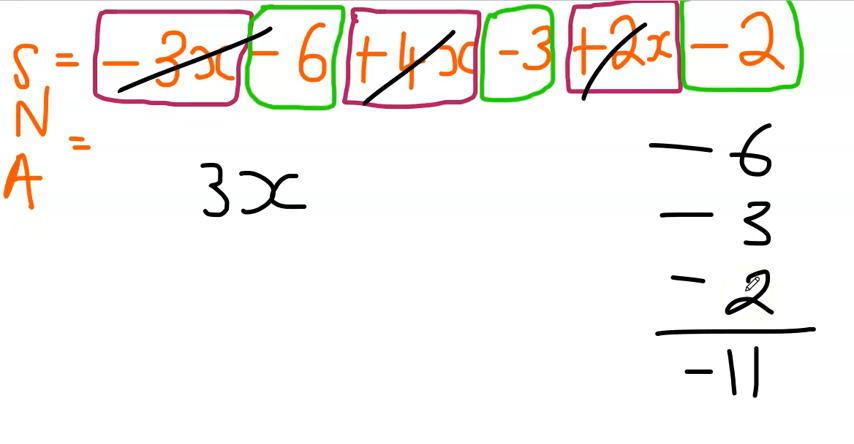 S = -3x -6 +4x -3 +2x -2
N
=
A
3x
-6
-3
-2
-11